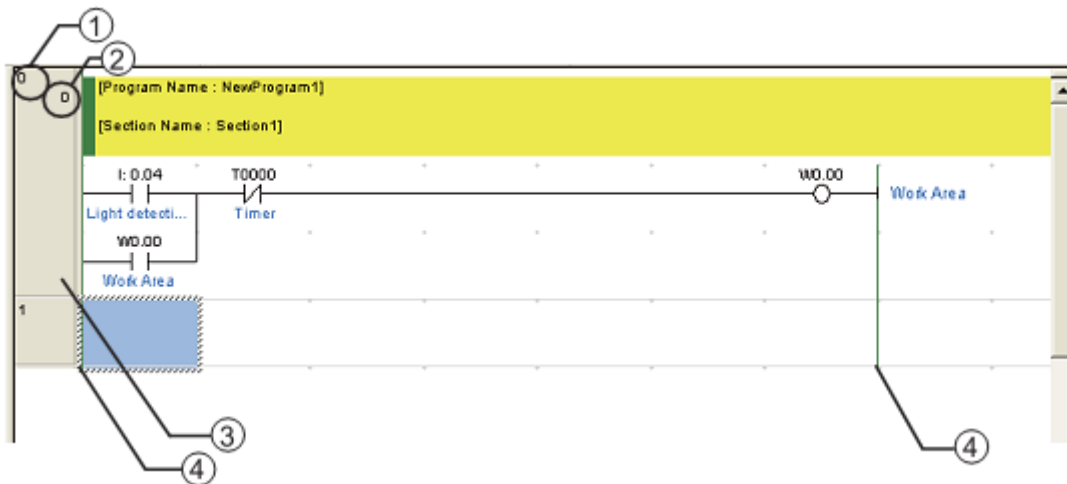 ①
②
0
0
[Program Name : NewProgram1]
[Section Name : Section1]
I: 0.04
T0000
W0.00
Light detecti...
Timer
Work Area
W0.00
Work Area
1
③
④
④